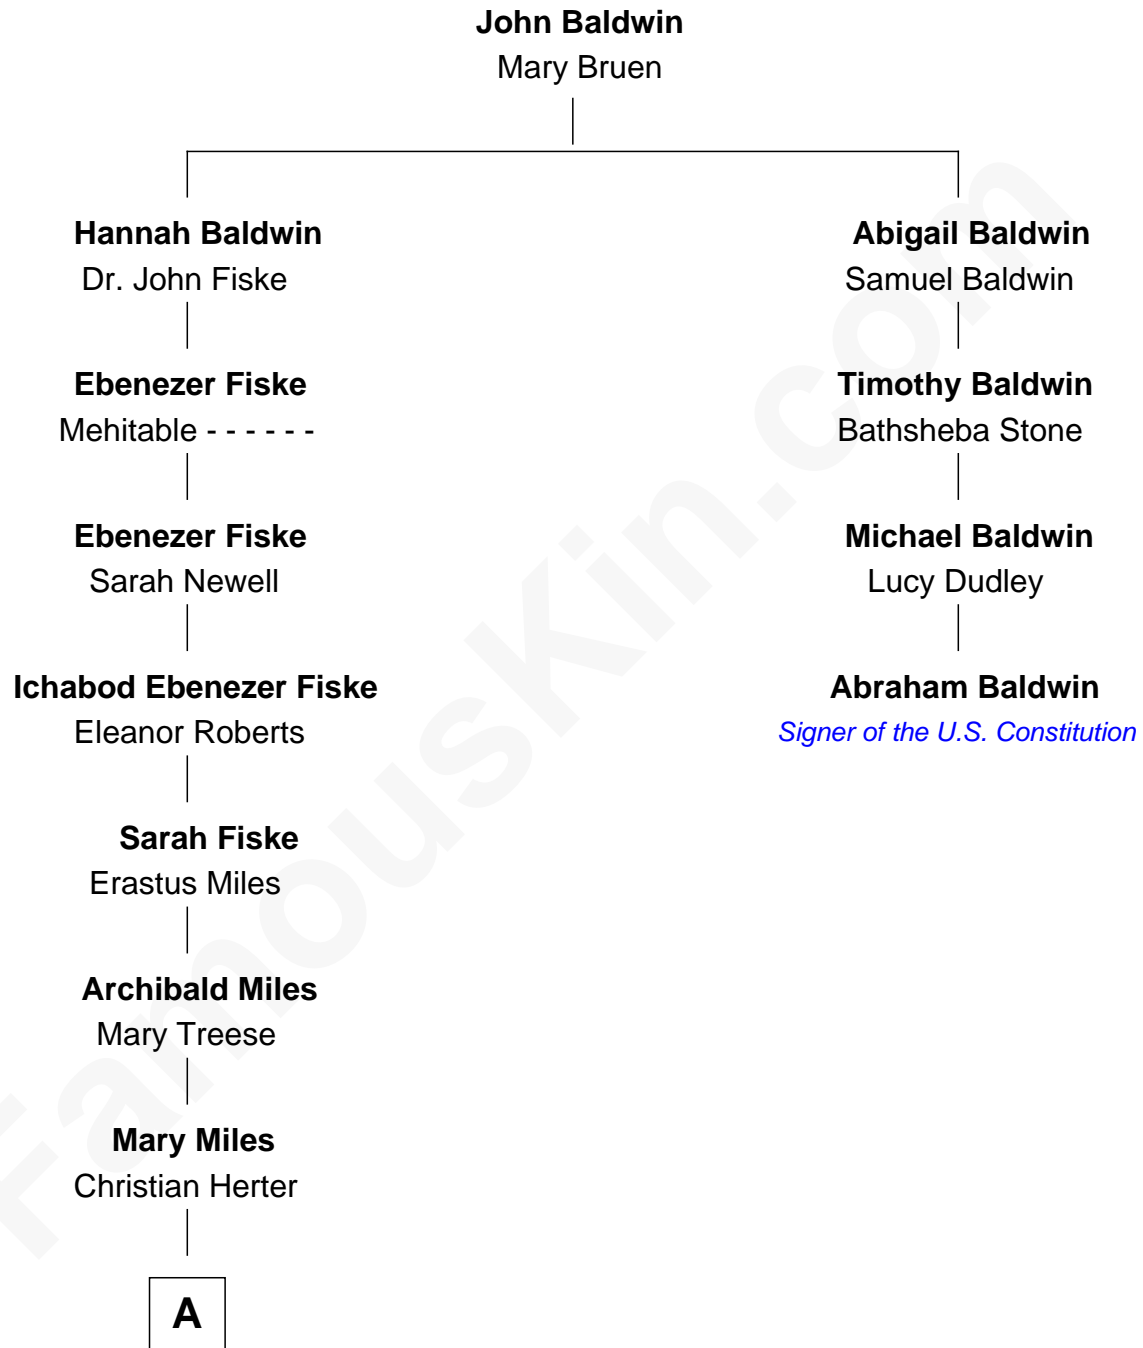 John Baldwin
Mary Bruen
Hannah Baldwin
Dr. John Fiske
Abigail Baldwin
Samuel Baldwin
Ebenezer Fiske
Mehitable - - - - - -
Timothy Baldwin
Bathsheba Stone
Ebenezer Fiske
Sarah Newell
Michael Baldwin
Lucy Dudley
Ichabod Ebenezer Fiske
Eleanor Roberts
Abraham Baldwin
Signer of the U.S. Constitution
Sarah Fiske
Erastus Miles
Archibald Miles
Mary Treese
Mary Miles
Christian Herter
A
FamousKin.com